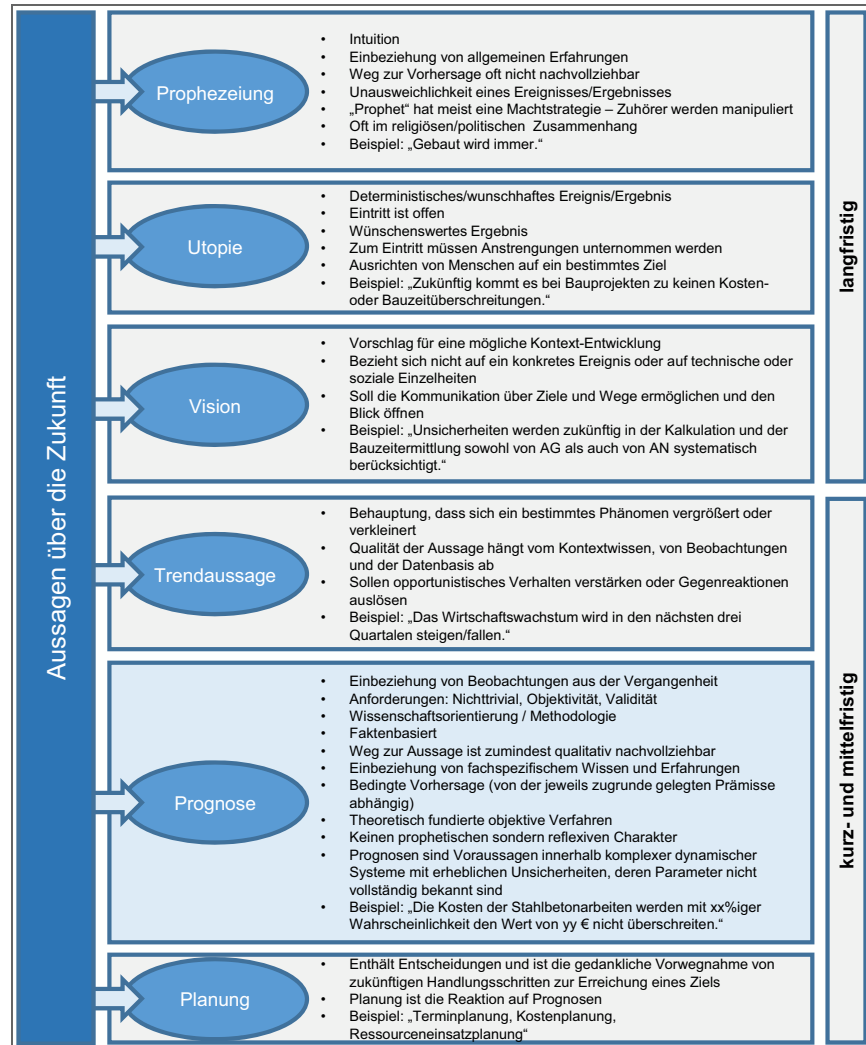 Aussagen über die Zukunft
Prophezeiung
• Intuition
• Einbeziehung von allgemeinen Erfahrungen
• Weg zur Vorhersage oft nicht nachvollziehbar
• Unausweichlichkeit eines Ereignisses/Ergebnisses
• „Prophet“ hat meist eine Machtstrategie – Zuhörer werden manipuliert
• Oft im religiösen/politischen Zusammenhang
• Beispiel: „Gebaut wird immer.“
Utopie
• Deterministisches/wunschhaftes Ereignis/Ergebnis
• Eintritt ist offen
• Wünschenswertes Ergebnis
• Zum Eintritt müssen Anstrengungen unternommen werden
• Ausrichten von Menschen auf ein bestimmtes Ziel
• Beispiel: „Zukünftig kommt es bei Bauprojekten zu keinen Kosten-
oder Bauzeitüberschreitungen.“
Vision
• Vorschlag für eine mögliche Kontext-Entwicklung
• Bezieht sich nicht auf ein konkretes Ereignis oder auf technische oder
soziale Einzelheiten
• Soll die Kommunikation über Ziele und Wege ermöglichen und den
Blick öffnen
• Beispiel: „Unsicherheiten werden zukünftig in der Kalkulation und der
Bauzeitermittlung sowohl von AG als auch von AN systematisch
berücksichtigt.“
langfristig
Trendaussage
• Behauptung, dass sich ein bestimmtes Phänomen vergrößert oder
verkleinert
• Qualität der Aussage hängt vom Kontextwissen, von Beobachtungen
und der Datenbasis ab
• Sollen opportunistisches Verhalten verstärken oder Gegenreaktionen
auslösen
• Beispiel: „Das Wirtschaftswachstum wird in den nächsten drei
Quartalen steigen/fallen.“
Prognose
• Einbeziehung von Beobachtungen aus der Vergangenheit
• Anforderungen: Nichttrivial, Objektivität, Validität
• Wissenschaftsorientierung / Methodologie
• Faktenbasiert
• Weg zur Aussage ist zumindest qualitativ nachvollziehbar
• Einbeziehung von fachspezifischem Wissen und Erfahrungen
• Bedingte Vorhersage (von der jeweils zugrunde gelegten Prämisse
abhängig)
• Theoretisch fundierte objektive Verfahren
• Keinen prophetischen sondern reflexiven Charakter
• Prognosen sind Voraussagen innerhalb komplexer dynamischer
Systeme mit erheblichen Unsicherheiten, deren Parameter nicht
vollständig bekannt sind
• Beispiel: „Die Kosten der Stahlbetonarbeiten werden mit xx%iger
Wahrscheinlichkeit den Wert von yy € nicht überschreiten.“
Planung
• Enthält Entscheidungen und ist die gedankliche Vorwegnahme von
zukünftigen Handlungsschritten zur Erreichung eines Ziels
• Planung ist die Reaktion auf Prognosen
• Beispiel: „Terminplanung, Kostenplanung,
Ressourceneinsatzplanung“
kurz- und mittelfristig